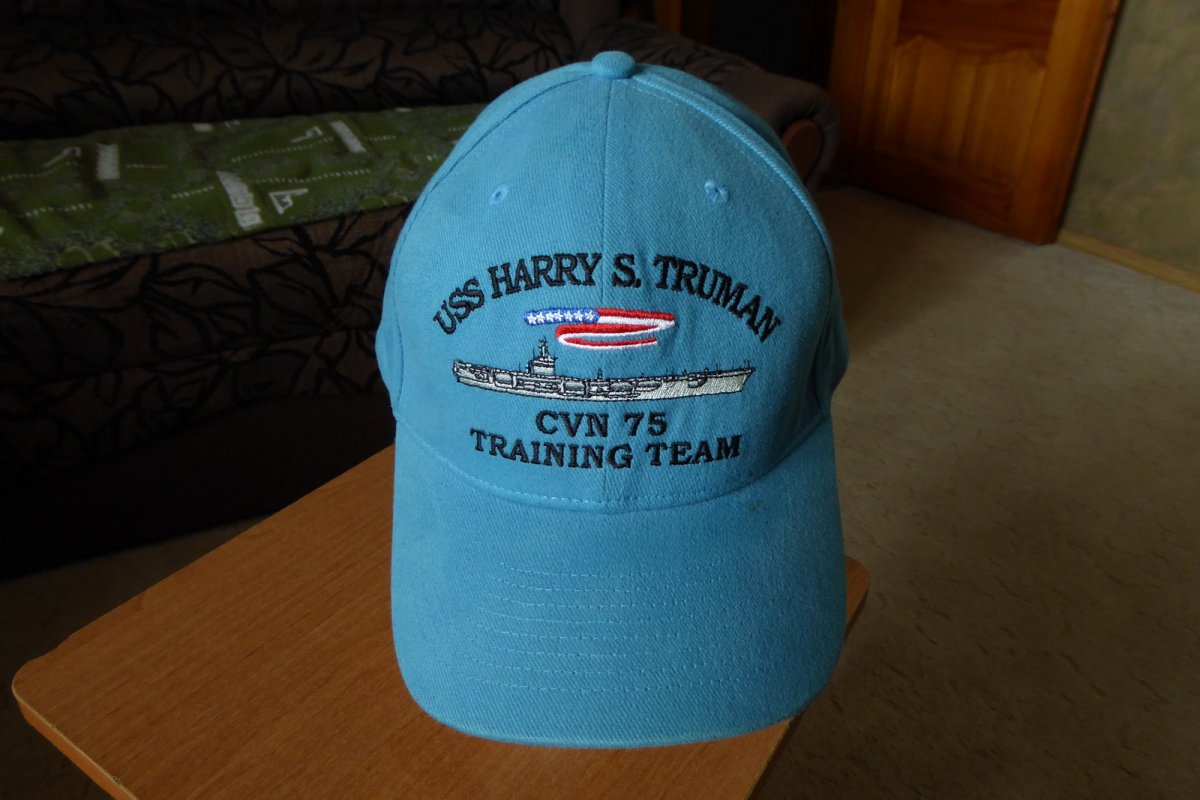 USS HARRY S. TRUMAN
CVN 75
TRAINING TEAM